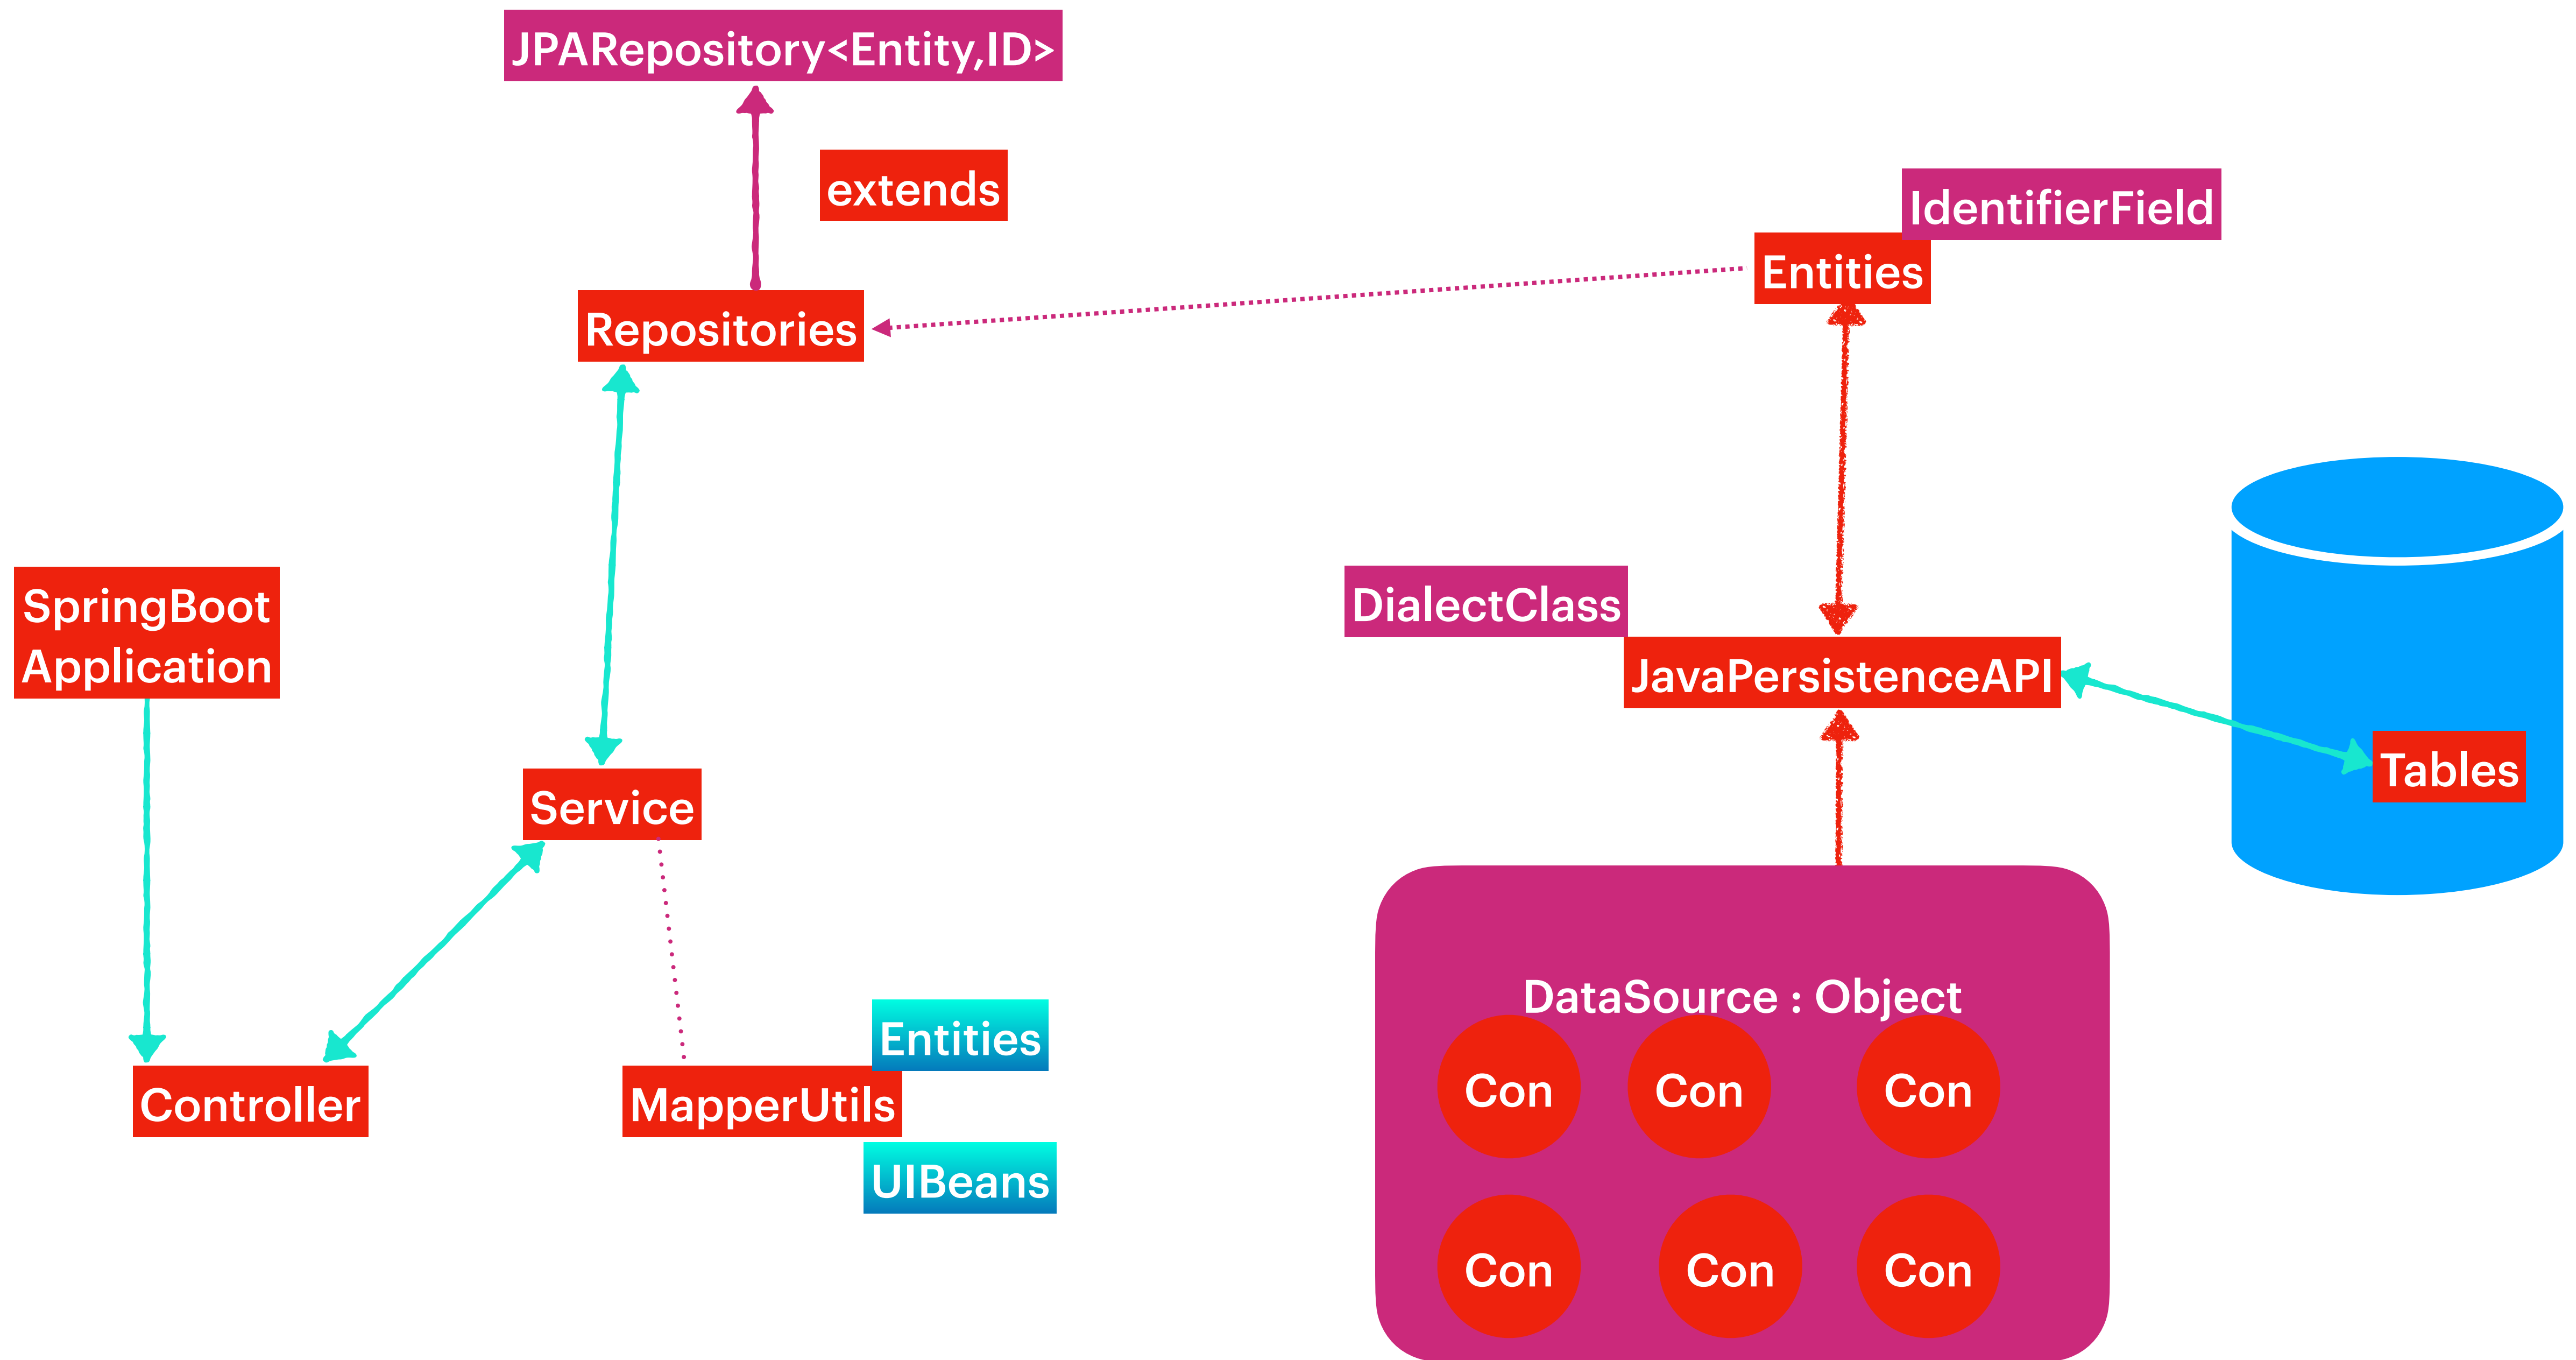 JPARepository<Entity,ID>
extends
IdentifierField
Entities
Repositories
SpringBoot
Application
DialectClass
JavaPersistenceAPI
Tables
Service
DataSource : Object
Entities
Controller
MapperUtils
UIBeans
Con
Con
Con
Con
Con
Con